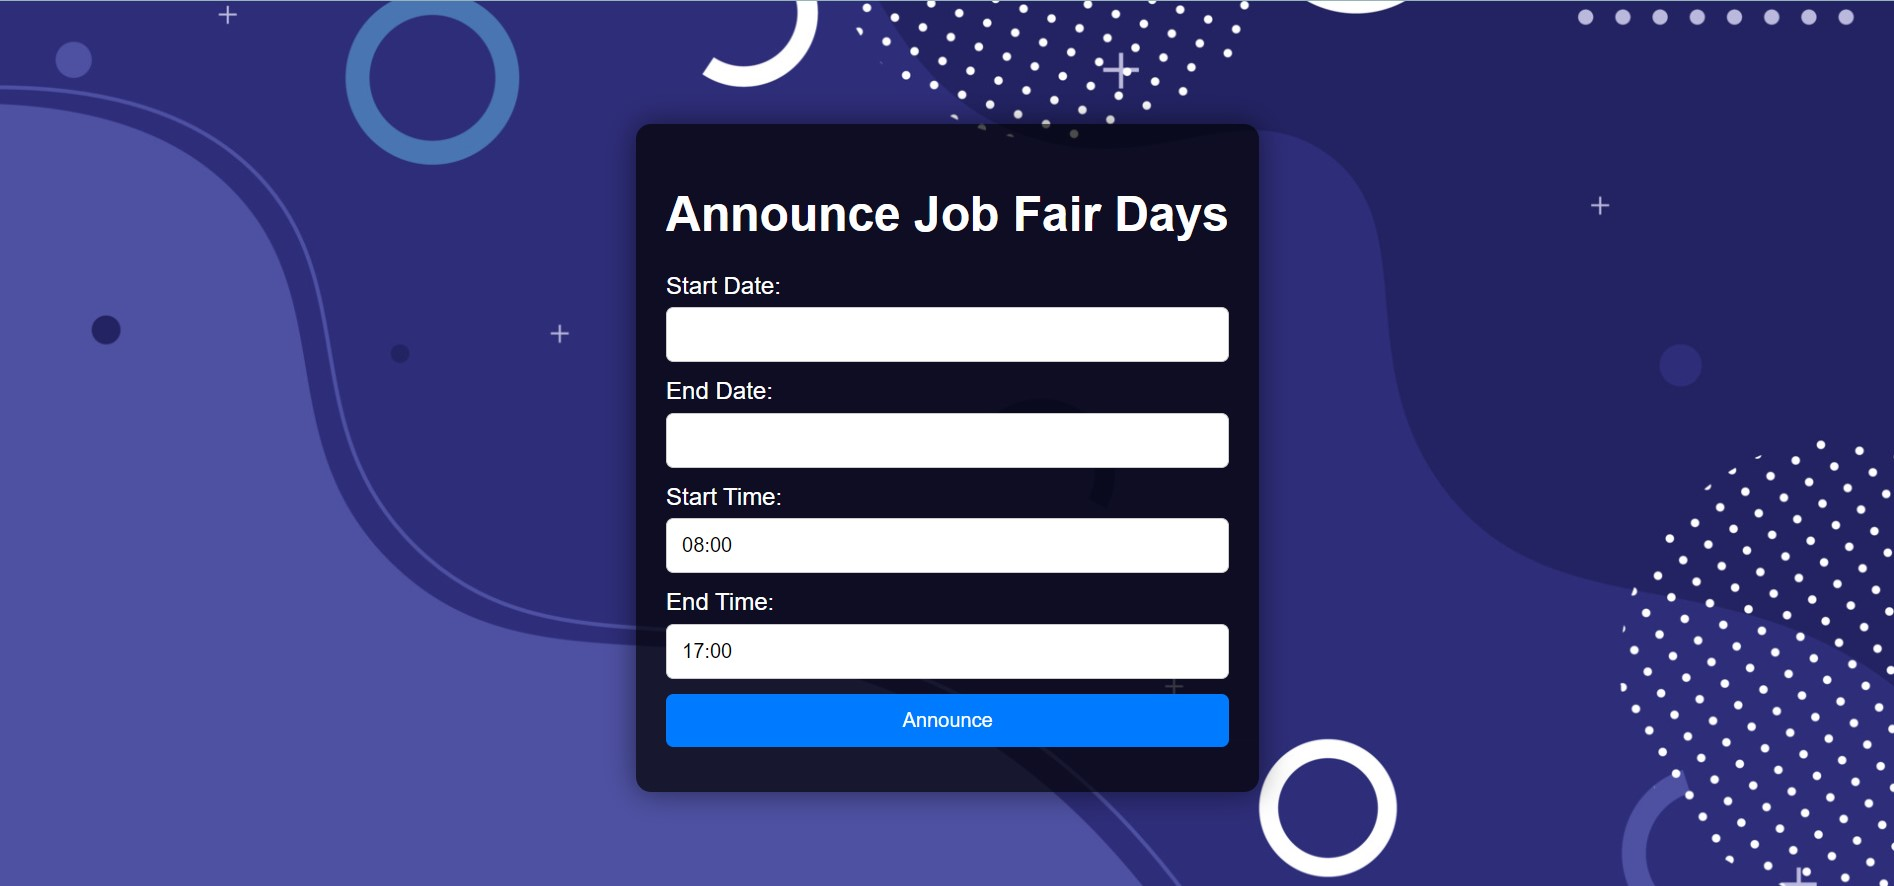 Announce Job Fair Days
Start Date:
End Date:
Start Time:
08:00
End Time:
17:00
Announce